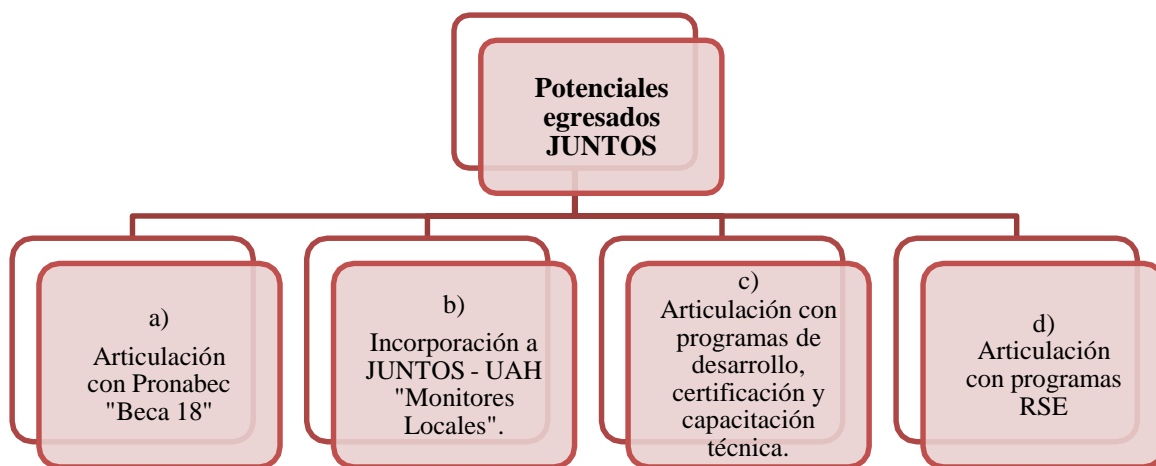 Potenciales
egresados
JUNTOS
a)
Articulación
con Pronabec
"Beca 18"
b)
Incorporación a
JUNTOS - UAH
"Monitores
Locales".
c)
Articulación con
programas de
desarrollo,
certificación y
capacitación
técnica.
d)
Articulación
con programas
RSE